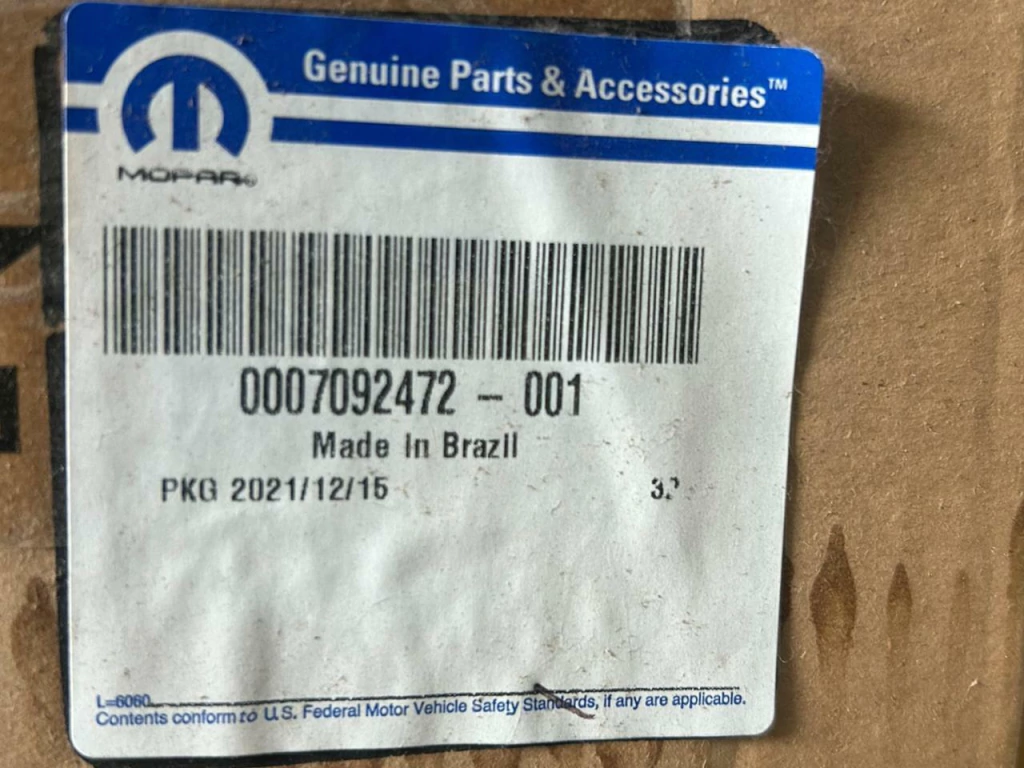 Genuine Parts & Accessories™
MOPAR®
0007092472 - 001
Made In Brazil
PKG 2021/12/15
L=6060
Contents conform to U.S. Federal Motor Vehicle Safety Standards, if any are applicable.